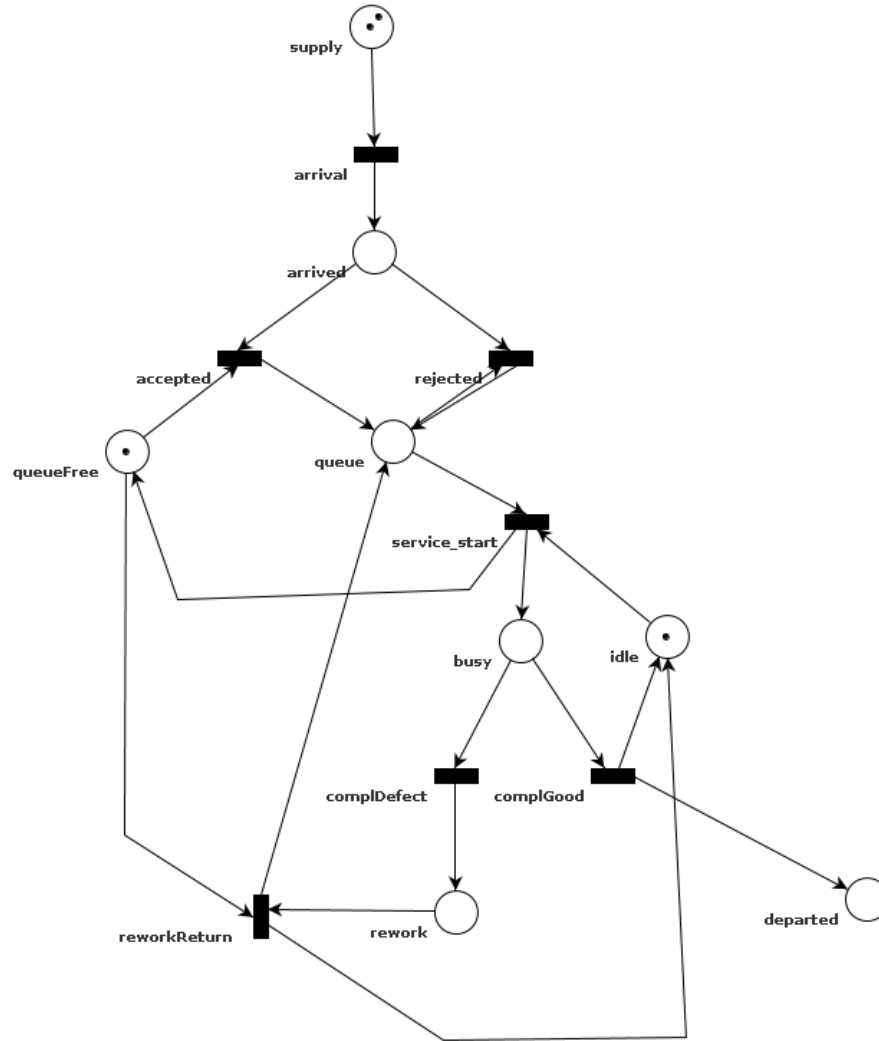 supply
arrival
arrived
accepted
rejected
queueFree
queue
service_start
busy
idle
complDefect
complGood
departed
reworkReturn
rework